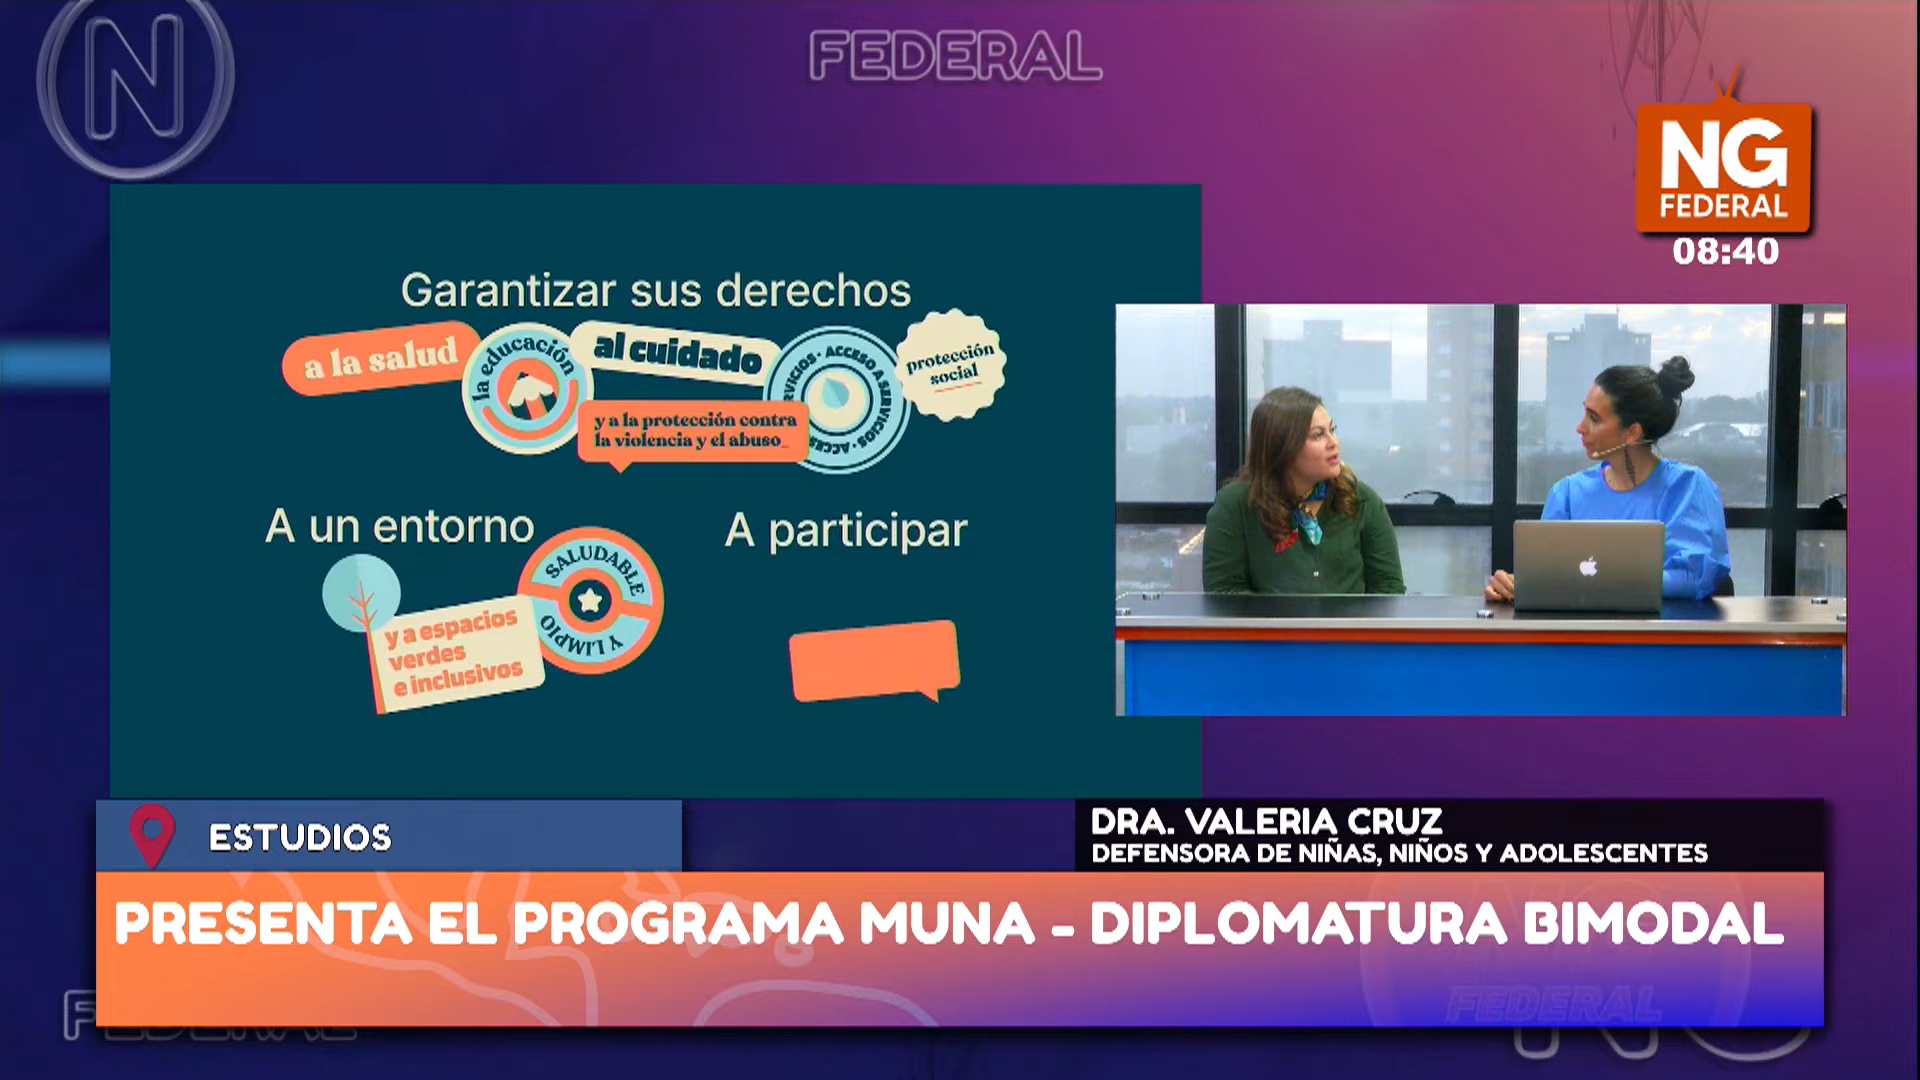 N
FEDERAL
NG
FEDERAL
08:40
Garantizar sus derechos
a la salud
la educación
al cuidado
ACCESO A SERVICIOS
protección
social
y a la protección contra
la violencia y el abuso_
A un entorno
SALUDABLE
Y LIMPIO
y a espacios
verdes
e inclusivos
A participar
ESTUDIOS
DRA. VALERIA CRUZ
DEFENSORA DE NIÑAS, NIÑOS Y ADOLESCENTES
PRESENTA EL PROGRAMA MUNA - DIPLOMATURA BIMODAL
FEDERAL